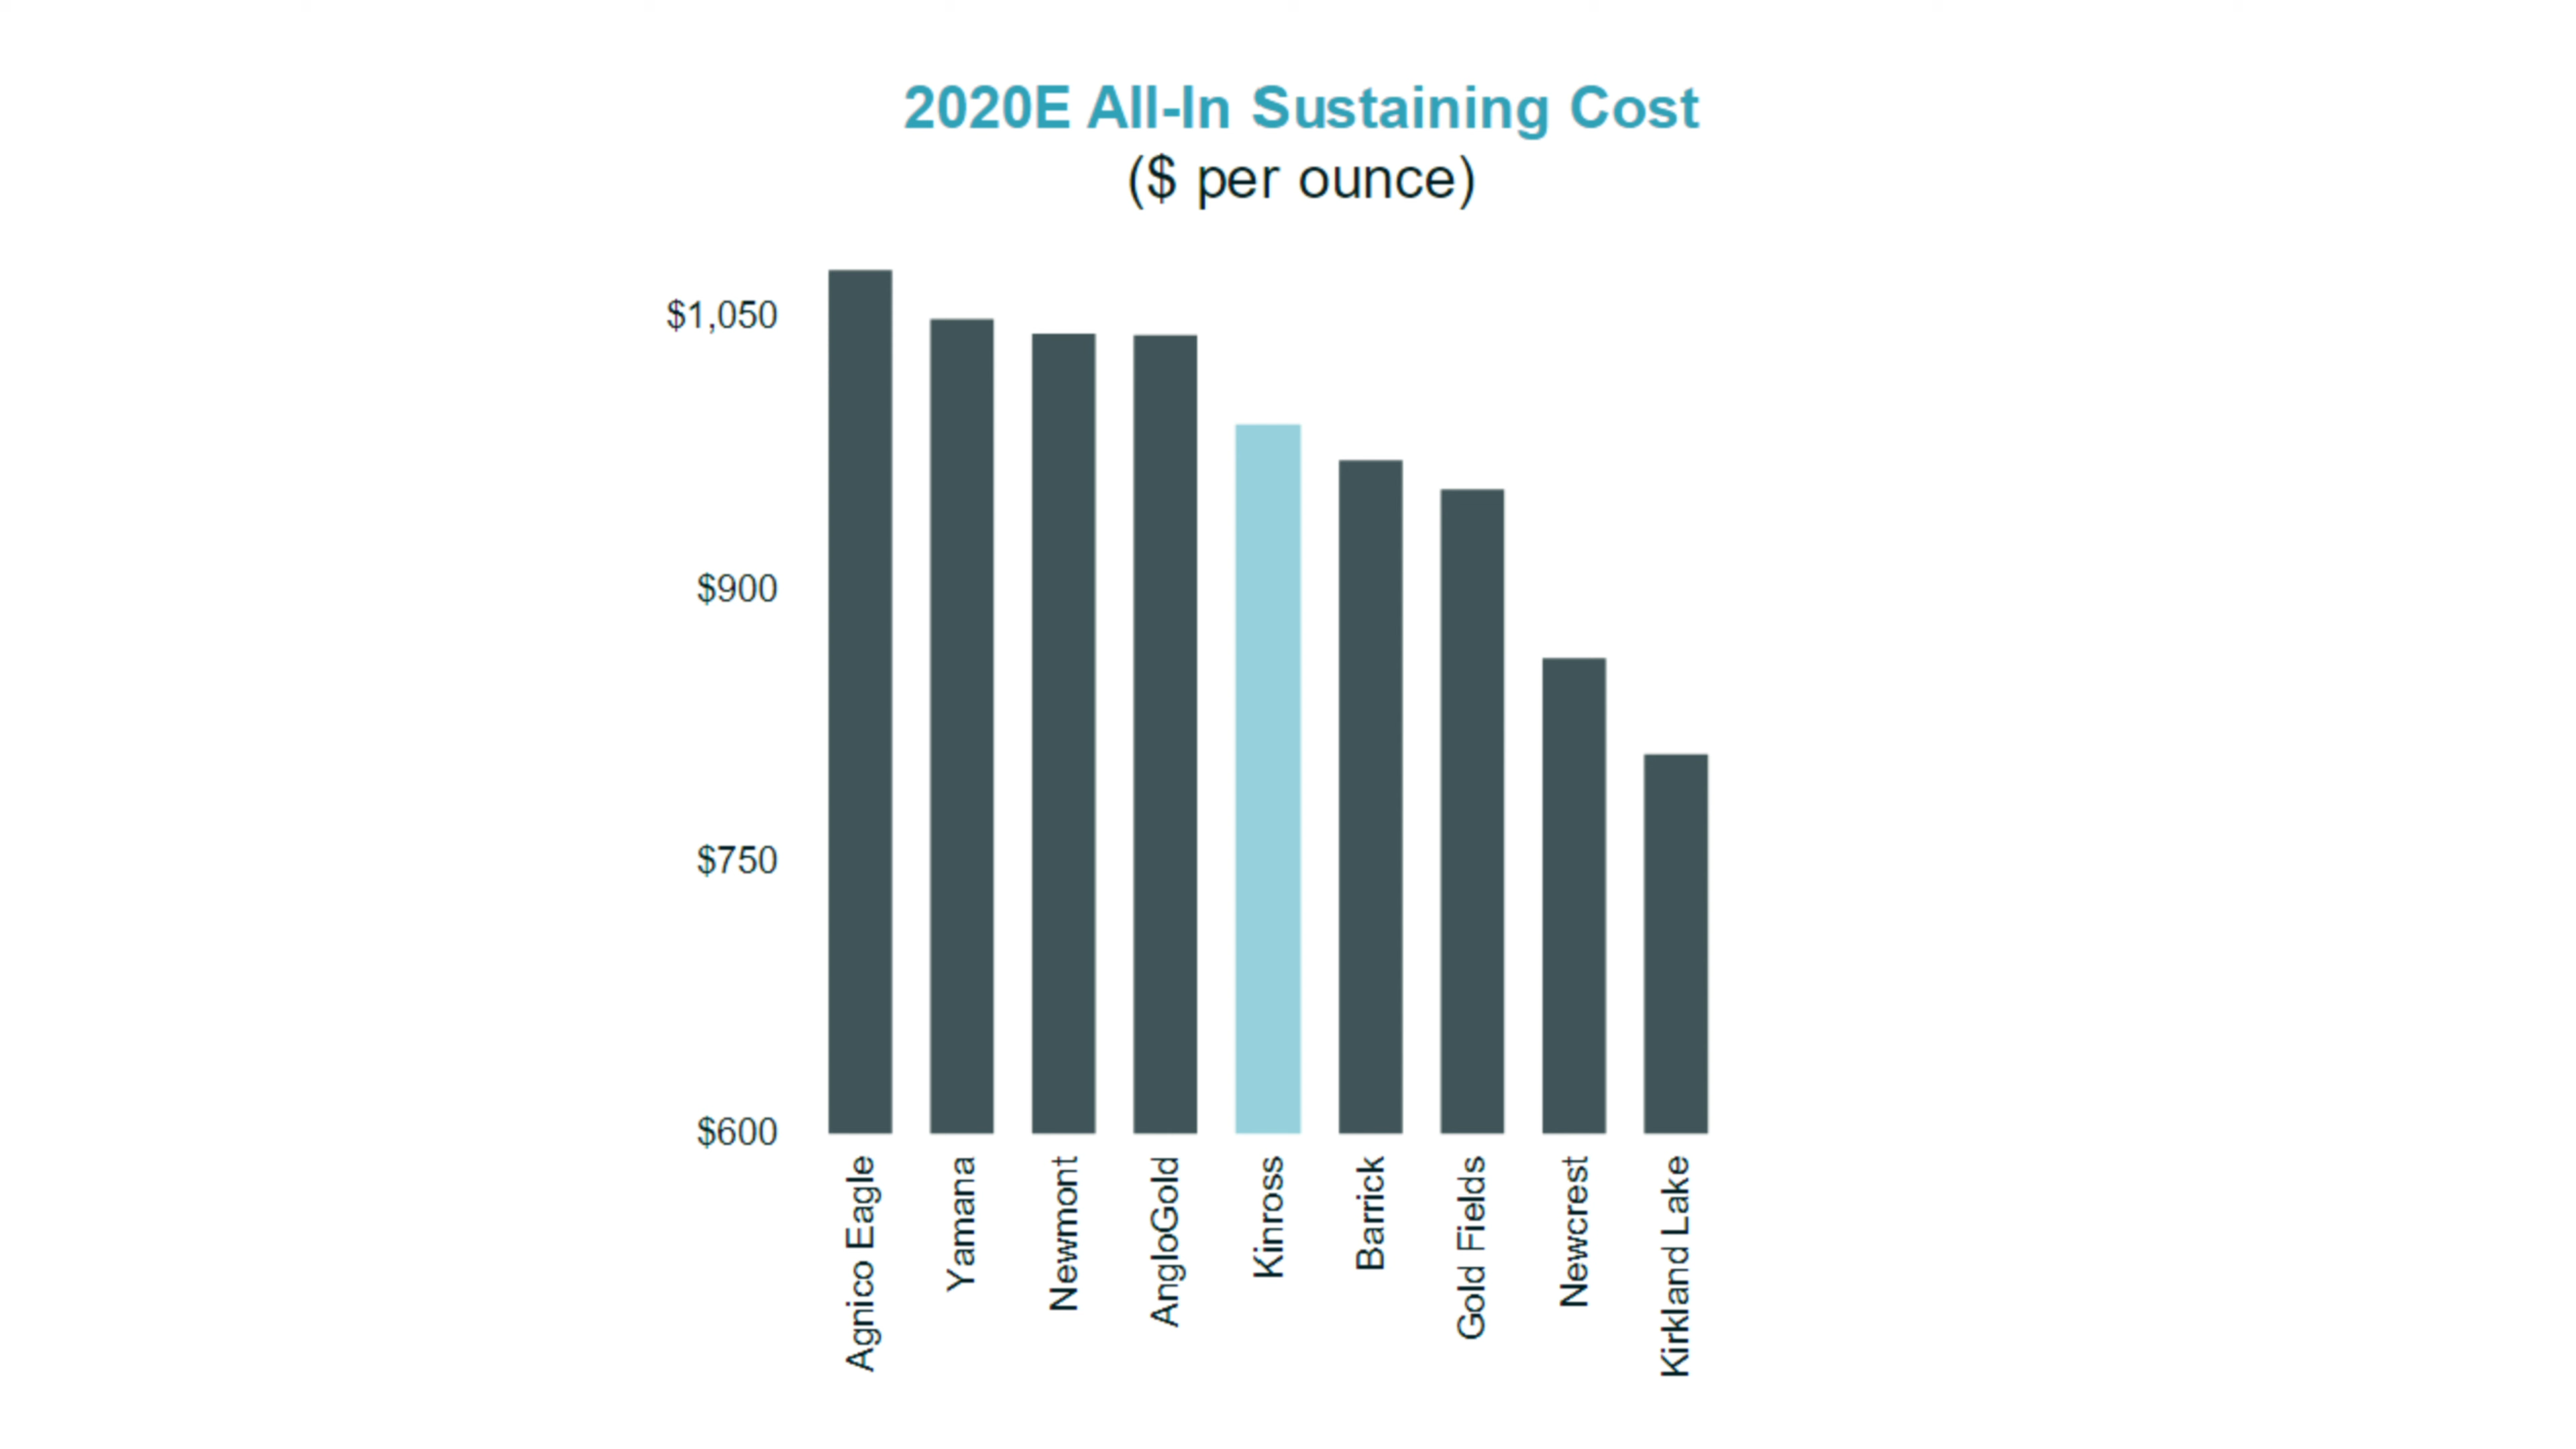 2020E All-In Sustaining Cost
($ per ounce)
$1,050
$900
$750
$600
Agnico Eagle
Yamana
Newmont
AngloGold
Kinross
Barrick
Gold Fields
Newcrest
Kirkland Lake